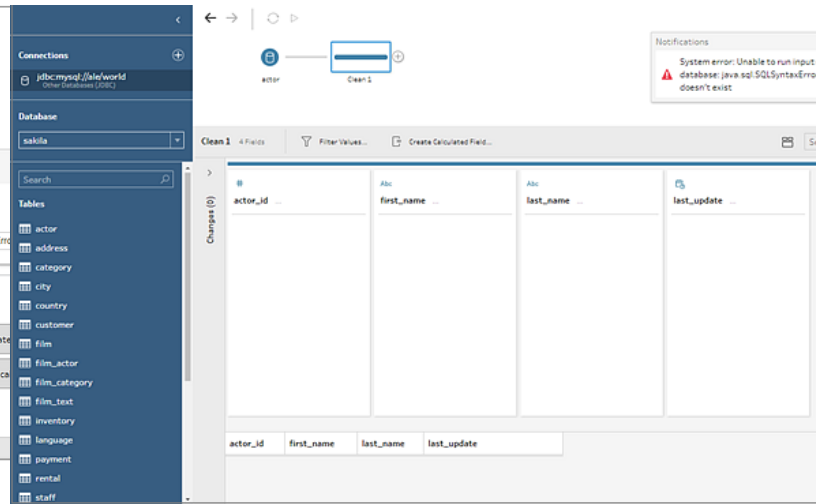 Connections
jdbc:mysql://ale/world
Other Databases (JDBC)
Database
sakila
Search
Tables
actor
address
category
city
country
customer
film
film_actor
film_category
film_text
inventory
language
payment
rental
staff
actor
Clean 1
Notifications
System error: Unable to run input
database: java.sql.SQLSyntaxErro
doesn't exist
Clean 1 4 Fields Filter Values... Create Calculated Field...
Changes (0)
#
actor_id ...
Abc
first_name ...
Abc
last_name ...
last_update ...
actor_id first_name last_name last_update